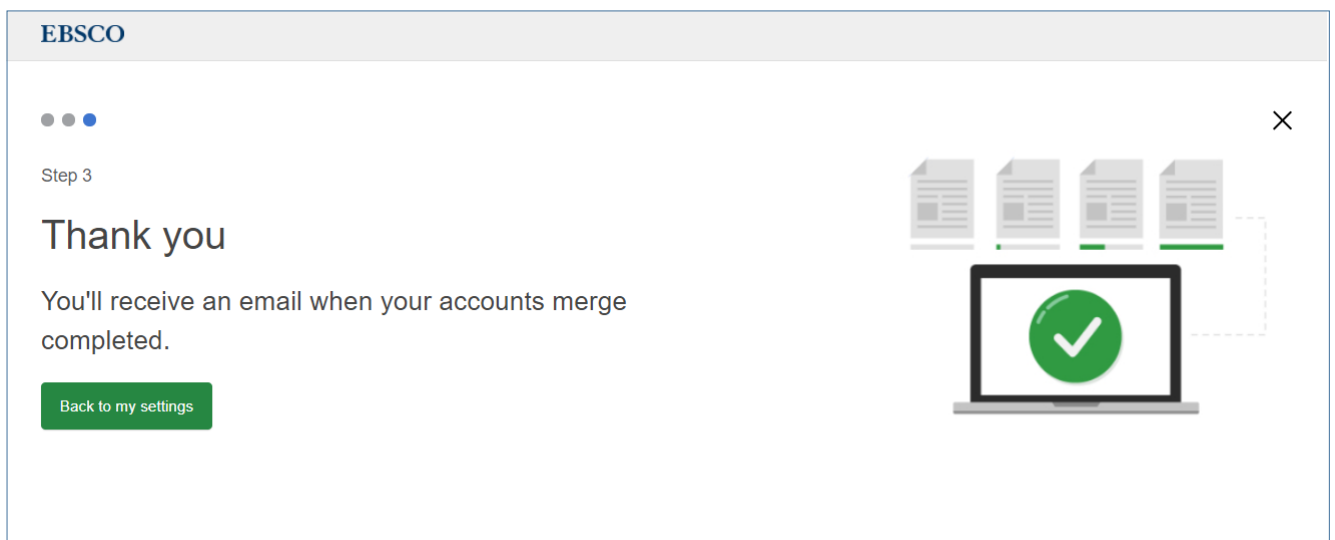 EBSCO
Step 3
Thank you
You'll receive an email when your accounts merge
completed.
Back to my settings